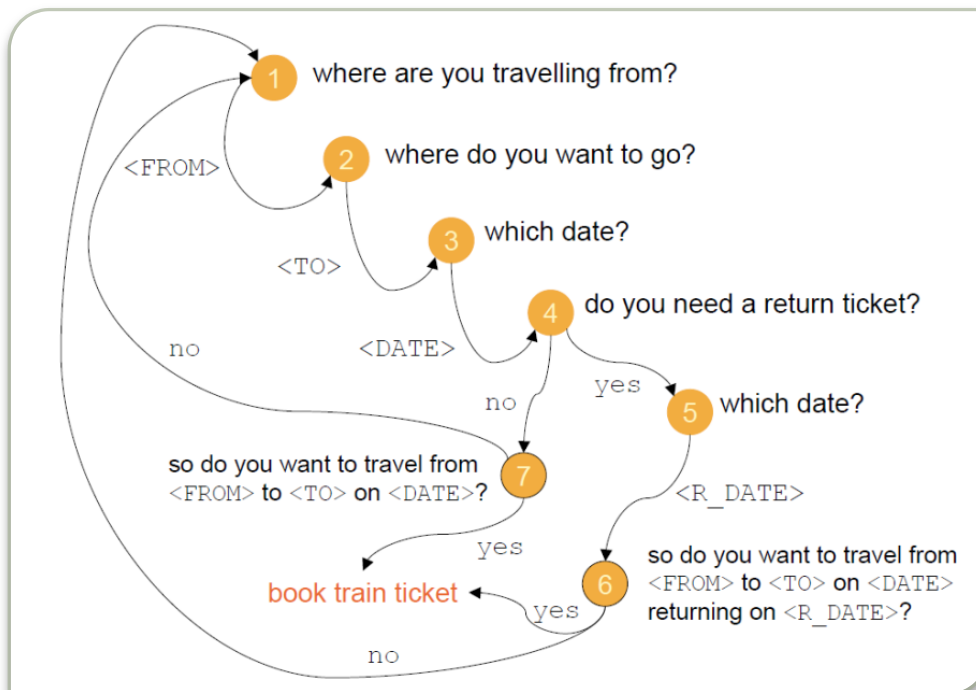 1 where are you travelling from?
<FROM>
2 where do you want to go?
<TO>
3 which date?
<DATE>
4 do you need a return ticket?
no
yes
no
5 which date?
so do you want to travel from
<FROM> to <TO> on <DATE>?
7
<R_DATE>
yes
book train ticket
yes
6
so do you want to travel from
<FROM> to <TO> on <DATE>
returning on <R_DATE>?
no